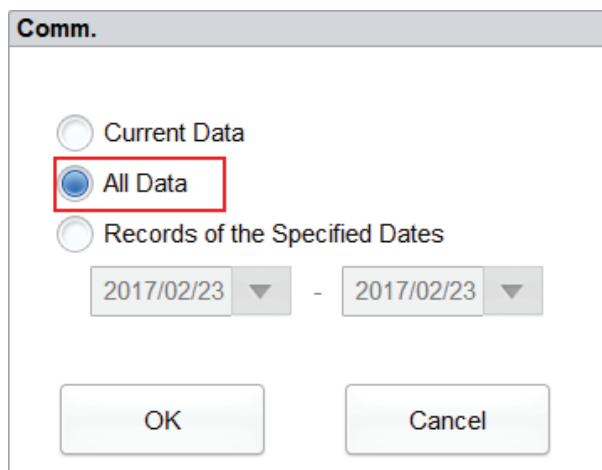 Comm.
Current Data
All Data
Records of the Specified Dates
2017/02/23 - 2017/02/23
OK Cancel